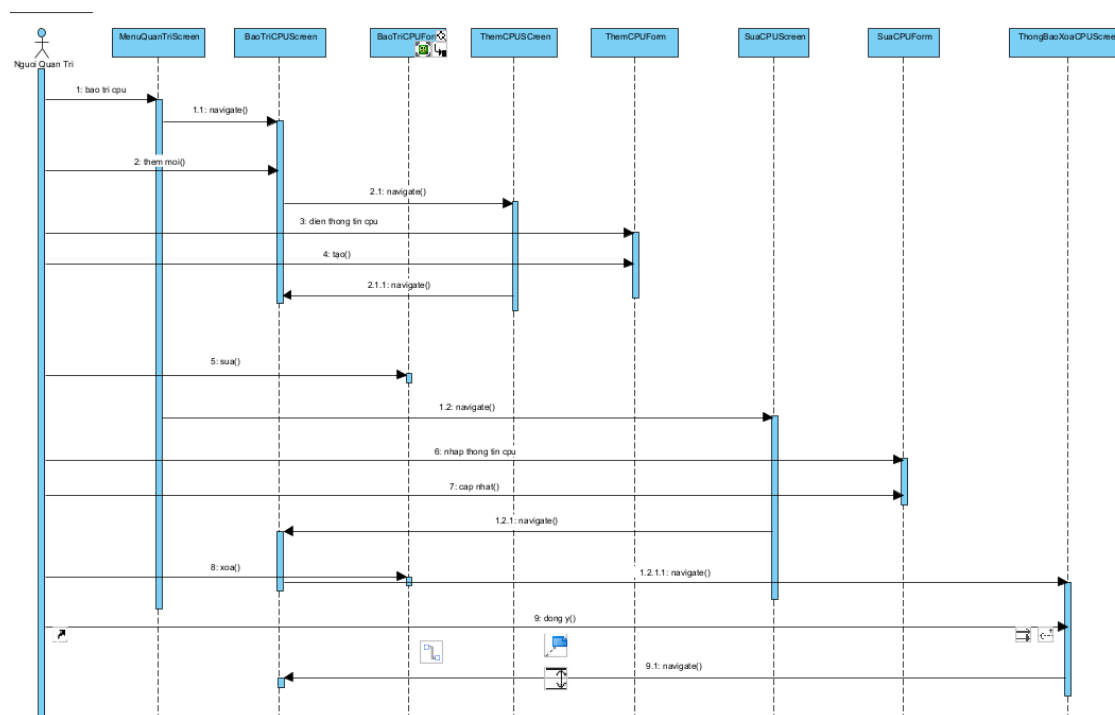 MenuQuanTriScreen
BaoTriCPUScreen
BaoTriCPUForm
ThemCPUSCreen
ThemCPUForm
SuaCPUScreen
SuaCPUForm
ThongBaoXoaCPUScreen
Nguoi Quan Tri
1: bao tri cpu
1.1: navigate()
2: them moi()
2.1: navigate()
3: dien thong tin cpu
4: tạo()
2.1.1: navigate()
5: sua()
1.2: navigate()
6: nhap thong tin cpu
7: cap nhat()
1.2.1: navigate()
8: xoa()
1.2.1.1: navigate()
9: dong y()
9.1: navigate()